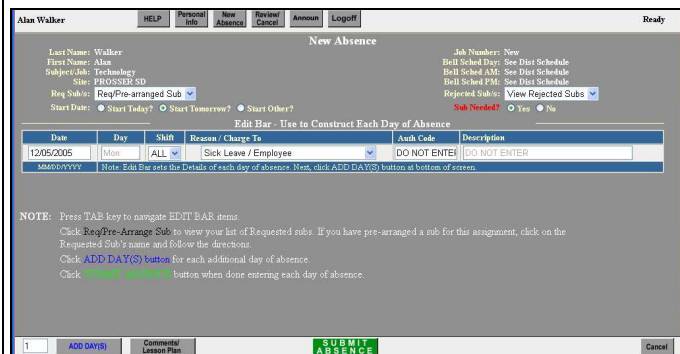 Alan Walker HELP Personal Info New Absence Review/ Cancel Announ Logoff Ready
New Absence
Last Name: Walker Job Number: New
First Name: Alan Bell Sched Day: See Dist Schedule
Subject/Job: Technology Bell Sched AM: See Dist Schedule
Site: PROSSER SD Bell Sched PM: See Dist Schedule
Req Sub/s: Req/Pre-arranged Sub Rejected Sub/s: View Rejected Subs
Start Date: Start Today? Start Tomorrow? Start Other? Sub Needed? Yes No
Edit Bar - Use to Construct Each Day of Absence
Date Day Shift Reason / Charge To Auth Code Description
12/05/2005 Mon ALL Sick Leave / Employee DO NOT ENTER DO NOT ENTER
MM/DD/YYYY Note: Edit Bar sets the Details of each day of absence. Next, click ADD DAY(S) button at bottom of screen.
NOTE: Press TAB key to navigate EDIT BAR items.
Click Req/Pre-Arrange Sub to view your list of Requested subs. If you have pre-arranged a sub for this assignment, click on the
Requested Sub's name and follow the directions.
Click ADD DAY(S) button for each additional day of absence.
Click SUBMIT ABSENCE button when done entering each day of absence.
1 ADD DAY(S) Comments/ Lesson Plan SUBMIT ABSENCE Cancel